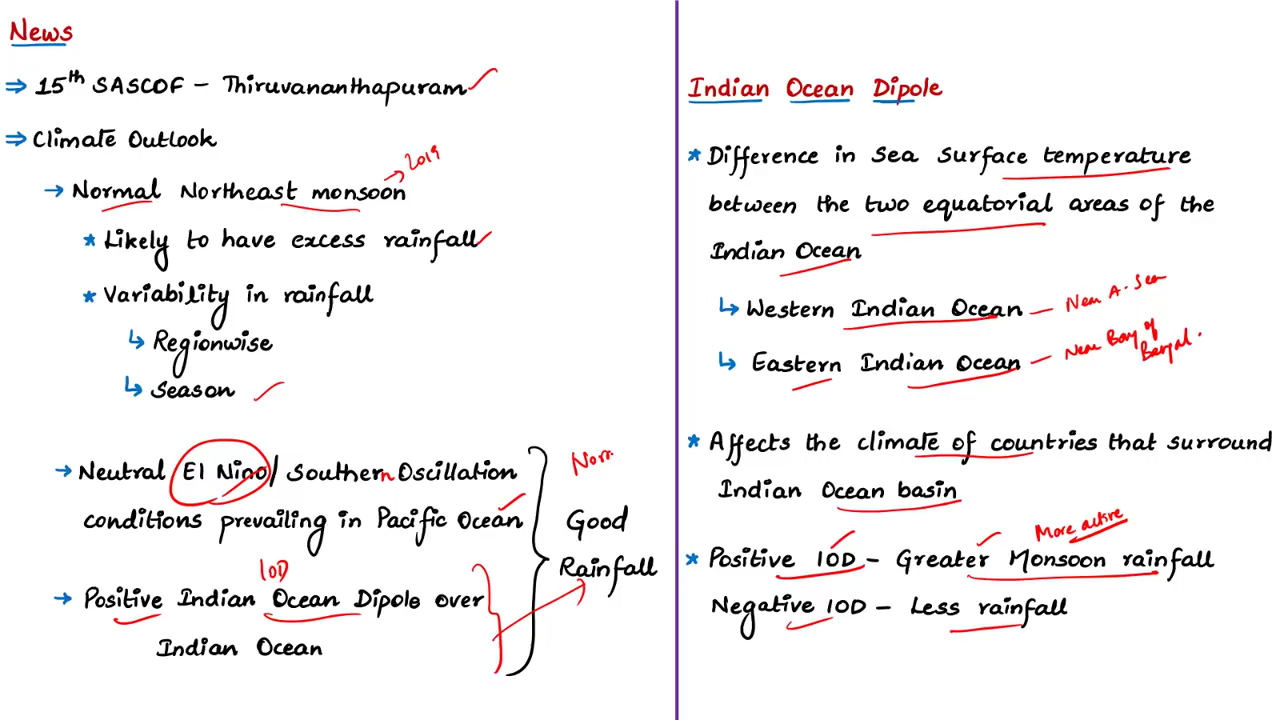 News
⇒ 15th SASCOF - Thiruvananthapuram
⇒ Climate Outlook
→ Normal Northeast monsoon → 2019
* Likely to have excess rainfall
* Variability in rainfall
↳ Regionwise
↳ Season
→ Neutral El Nino/Southern Oscillation
conditions prevailing in Pacific Ocean
IOD
→ Positive Indian Ocean Dipole over
Indian Ocean
Norm
Good
Rainfall
Indian Ocean Dipole
* Difference in Sea Surface temperature
between the two equatorial areas of the
Indian Ocean
↳ Western Indian Ocean - Near A. Sea
↳ Eastern Indian Ocean - Near Bay of
Bengal.
* Affects the climate of countries that surround
Indian Ocean basin
More active
* Positive IOD - Greater Monsoon rainfall
Negative IOD - Less rainfall